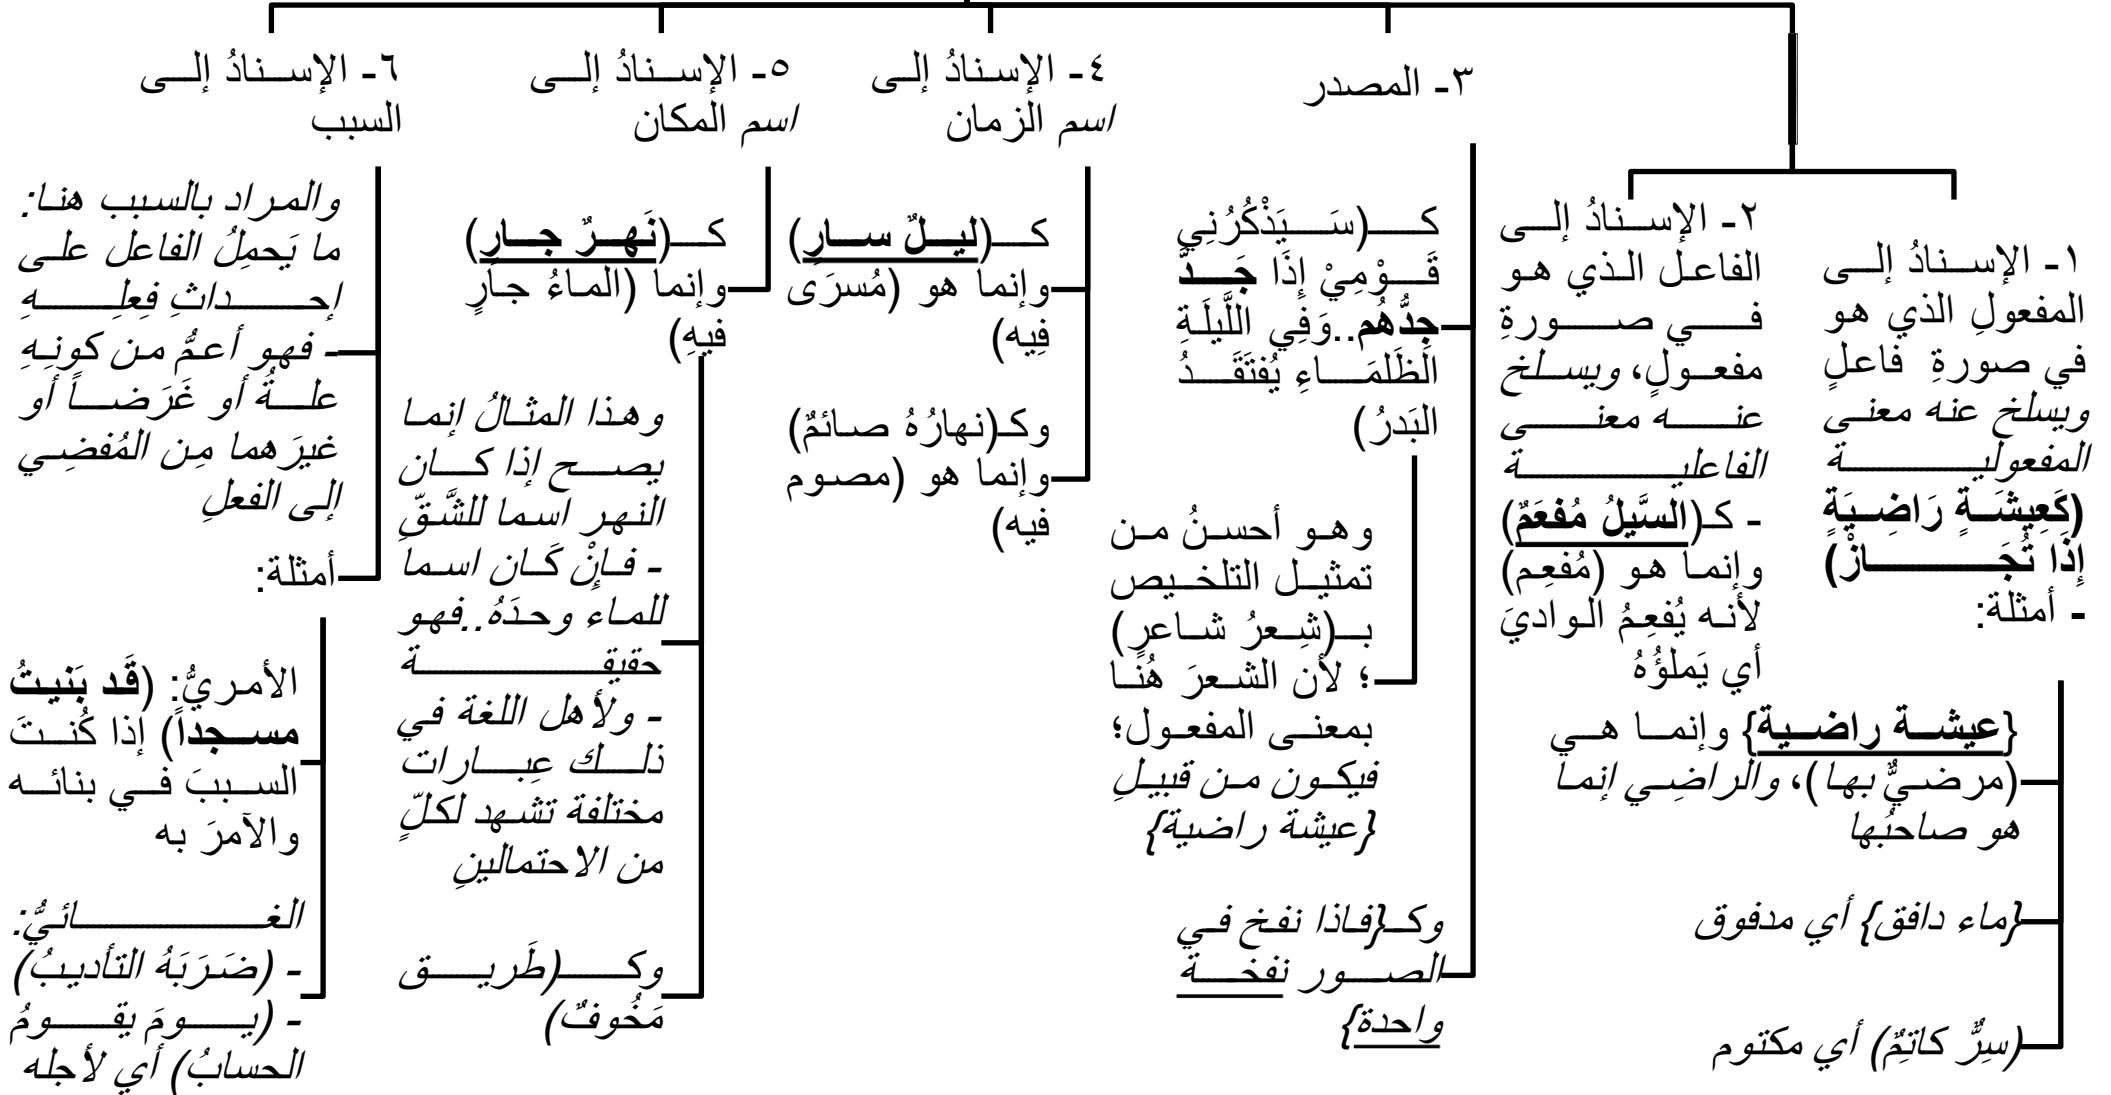 ١- الإسنادُ إلى
المفعولِ الذي هو
في صورةِ فاعلٍ
ويسلخ عنه معنى
المفعولية
(كَعِيشَةٍ رَاضِيَةٍ
إِذَا تُجَازْ)
- أمثلة:
{عيشة راضية} وإنما هي
(مرضيٌّ بها)، والراضِي إنما
هو صاحبُها
{ماء دافق} أي مدفوق
(سِرٌّ كاتِمٌ) أي مكتوم
٢- الإسنادُ إلى
الفاعل الذي هو
في صورةِ
مفعولٍ، ويسلخ
عنه معنى
الفاعلية
- كـ(السَّيلُ مُفعَمٌ)
وإنما هو (مُفعِم)
لأنه يُفعِمُ الواديَ
أي يَملؤُهُ
٣- المصدر
كـ(سَيَذْكُرُنِي
قَوْمِيْ إِذَا جَدَّ
جِدُّهُم..وَفِي اللَّيلَةِ
الظَلمَاءِ يُفتَقَدُ
البَدرُ)
وهو أحسنُ من
تمثيل التلخيص
بـ(شِعرُ شاعرٍ)
؛ لأن الشعرَ هُنا
بمعنى المفعول؛
فيكون من قبيلِ
{عيشة راضية}
وكـ{فاذا نفخ في
الصور نفخة
واحدة}
٤- الإسنادُ إلى
اسم الزمان
كـ(ليلٌ سارٍ)
وإنما هو (مُسرَى
فِيه)
وكـ(نهارُهُ صائمٌ)
وإنما هو (مصوم
فيه)
٥- الإسنادُ إلى
اسم المكان
كـ(نَهرٌ جارٍ)
وإنما (الماءُ جارٍ
فيهِ)
وهذا المثالُ إنما
يصح إذا كان
النهر اسما للشَّقِّ
- فإنْ كَان اسما
للماء وحدَهُ..فهو
حقيقة
- ولأهل اللغة في
ذلك عِبارات
مختلفة تشهد لكلٍّ
من الاحتمالينِ
وكـ(طَريق
مَخُوفٌ)
٦- الإسنادُ إلى
السبب
والمراد بالسبب هنا:
ما يَحمِلُ الفاعل على
إحداثِ فِعلِهِ
- فهو أعمُّ من كونِهِ
علةً أو غَرَضاً أو
غيرَهما مِن المُفضِي
إلى الفعلِ
أمثلة:
الأمريُّ: (قَد بَنيتُ
مسجداً) إذا كُنتَ
السببَ في بنائه
والآمرَ به
الغائيُّ:
- (ضَرَبَهُ التأديبُ)
- (يومَ يقومُ
الحسابُ) أي لأجله